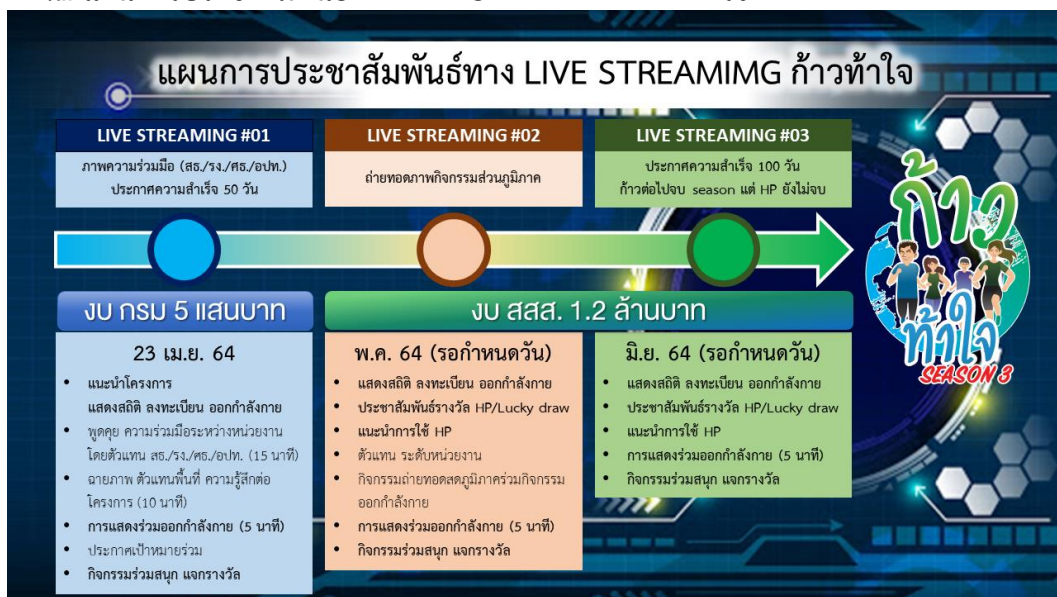 แผนการประชาสัมพันธ์ทาง LIVE STREAMIMG ก้าวท้าใจ
LIVE STREAMING #01
ภาพความร่วมมือ (สธ./รง./ศธ./อปท.)
ประกาศความสำเร็จ 50 วัน
LIVE STREAMING #02
ถ่ายทอดภาพกิจกรรมส่วนภูมิภาค
LIVE STREAMING #03
ประกาศความสำเร็จ 100 วัน
ก้าวต่อไปจบ season แต่ HP ยังไม่จบ
ก้าว
ท้าใจ
SEASON 3
งบ กรม 5 แสนบาท
งบ สสส. 1.2 ล้านบาท
23 เม.ย. 64
• แนะนำโครงการ
แสดงสถิติ ลงทะเบียน ออกกำลังกาย
• พูดคุย ความร่วมมือระหว่างหน่วยงาน
โดยตัวแทน สธ./รง./ศธ./อปท. (15 นาที)
• ฉายภาพ ตัวแทนพื้นที่ ความรู้สึกต่อ
โครงการ (10 นาที)
• การแสดงร่วมออกกำลังกาย (5 นาที)
• ประกาศเป้าหมายร่วม
• กิจกรรมร่วมสนุก แจกรางวัล
พ.ค. 64 (รอกำหนดวัน)
• แสดงสถิติ ลงทะเบียน ออกกำลังกาย
• ประชาสัมพันธ์รางวัล HP/Lucky draw
• แนะนำการใช้ HP
• ตัวแทน ระดับหน่วยงาน
• กิจกรรมถ่ายทอดสดภูมิภาคร่วมกิจกรรม
ออกกำลังกาย
• การแสดงร่วมออกกำลังกาย (5 นาที)
• กิจกรรมร่วมสนุก แจกรางวัล
มิ.ย. 64 (รอกำหนดวัน)
• แสดงสถิติ ลงทะเบียน ออกกำลังกาย
• ประชาสัมพันธ์รางวัล HP/Lucky draw
• แนะนำการใช้ HP
• การแสดงร่วมออกกำลังกาย (5 นาที)
• กิจกรรมร่วมสนุก แจกรางวัล